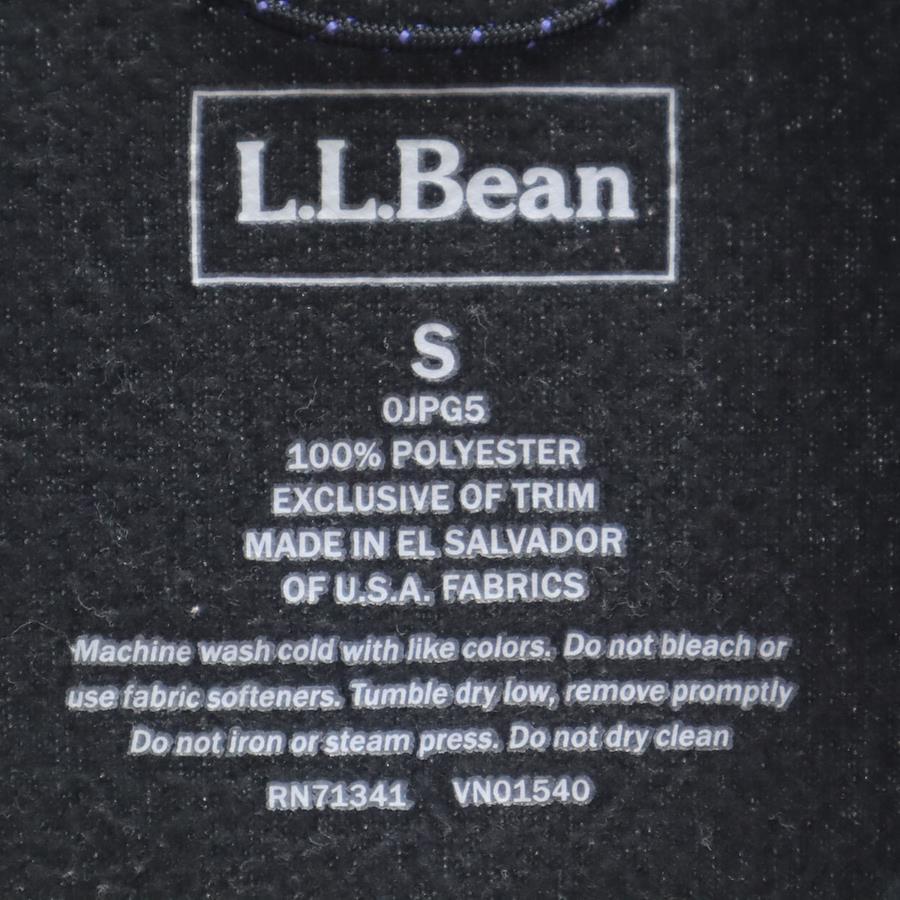 L.L.Bean
S
0JPG5
100% POLYESTER
EXCLUSIVE OF TRIM
MADE IN EL SALVADOR
OF U.S.A. FABRICS
Machine wash cold with like colors. Do not bleach or
use fabric softeners. Tumble dry low, remove promptly
Do not iron or steam press. Do not dry clean
RN71341 VN01540